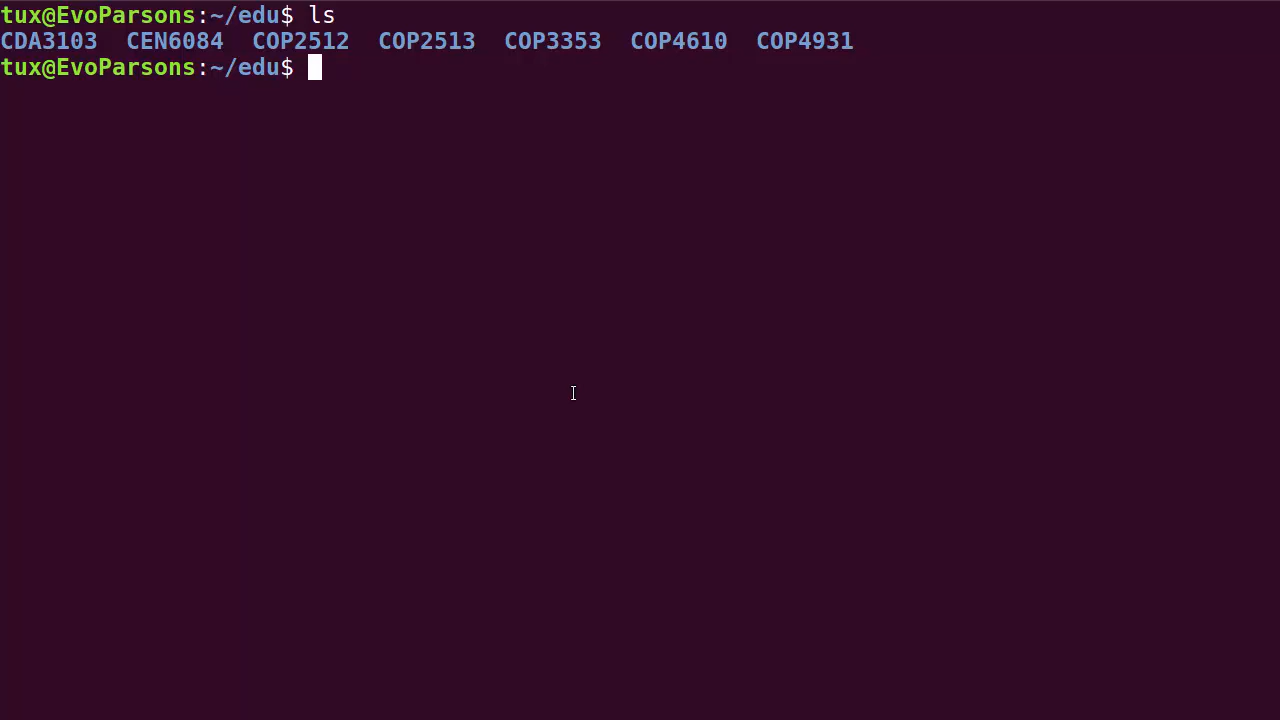 tux@EvoParsons:~/edu$ ls
CDA3103  CEN6084  COP2512  COP2513  COP3353  COP4610  COP4931
tux@EvoParsons:~/edu$